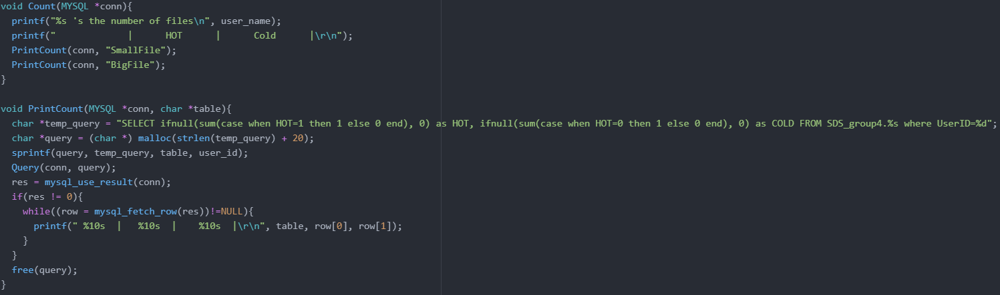 void Count(MYSQL *conn){
  printf("%s 's the number of files\n", user_name);
  printf("             |      HOT      |      Cold      |\r\n");
  PrintCount(conn, "SmallFile");
  PrintCount(conn, "BigFile");
}

void PrintCount(MYSQL *conn, char *table){
  char *temp_query = "SELECT ifnull(sum(case when HOT=1 then 1 else 0 end), 0) as HOT, ifnull(sum(case when HOT=0 then 1 else 0 end), 0) as COLD FROM SDS_group4.%s where UserID=%d";
  char *query = (char *) malloc(strlen(temp_query) + 20);
  sprintf(query, temp_query, table, user_id);
  Query(conn, query);
  res = mysql_use_result(conn);
  if(res != 0){
    while((row = mysql_fetch_row(res))!=NULL){
      printf(" %10s  |   %10s  |    %10s  |\r\n", table, row[0], row[1]);
    }
  }
  free(query);
}